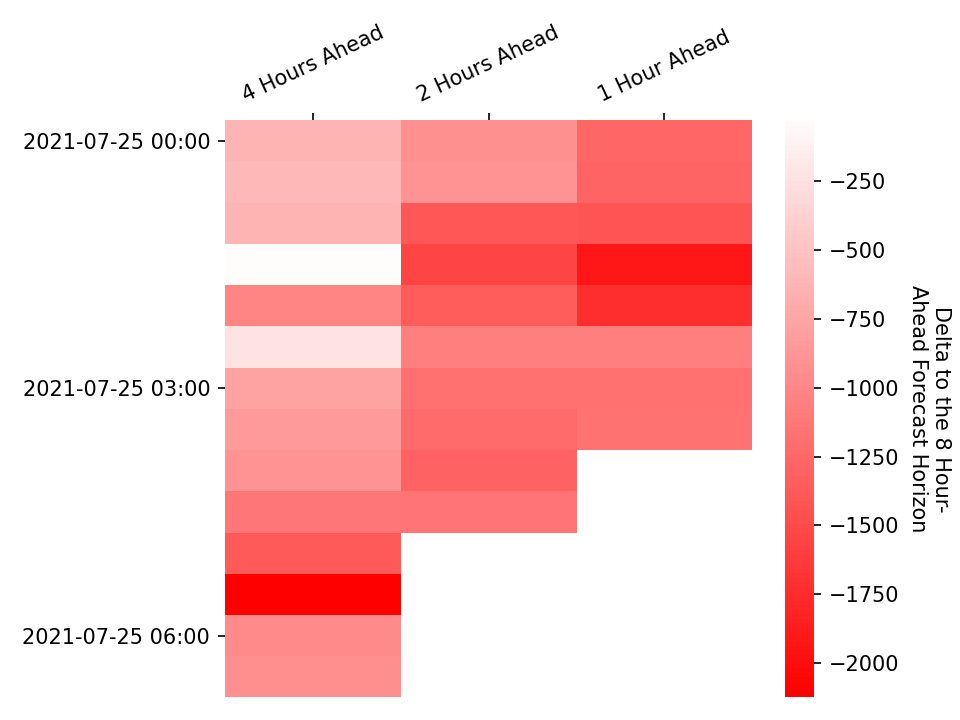 4 Hours Ahead
2 Hours Ahead
1 Hour Ahead
2021-07-25 00:00
2021-07-25 03:00
2021-07-25 06:00
−250
−500
−750
−1000
−1250
−1500
−1750
−2000
Delta to the 8 Hour-
Ahead Forecast Horizon